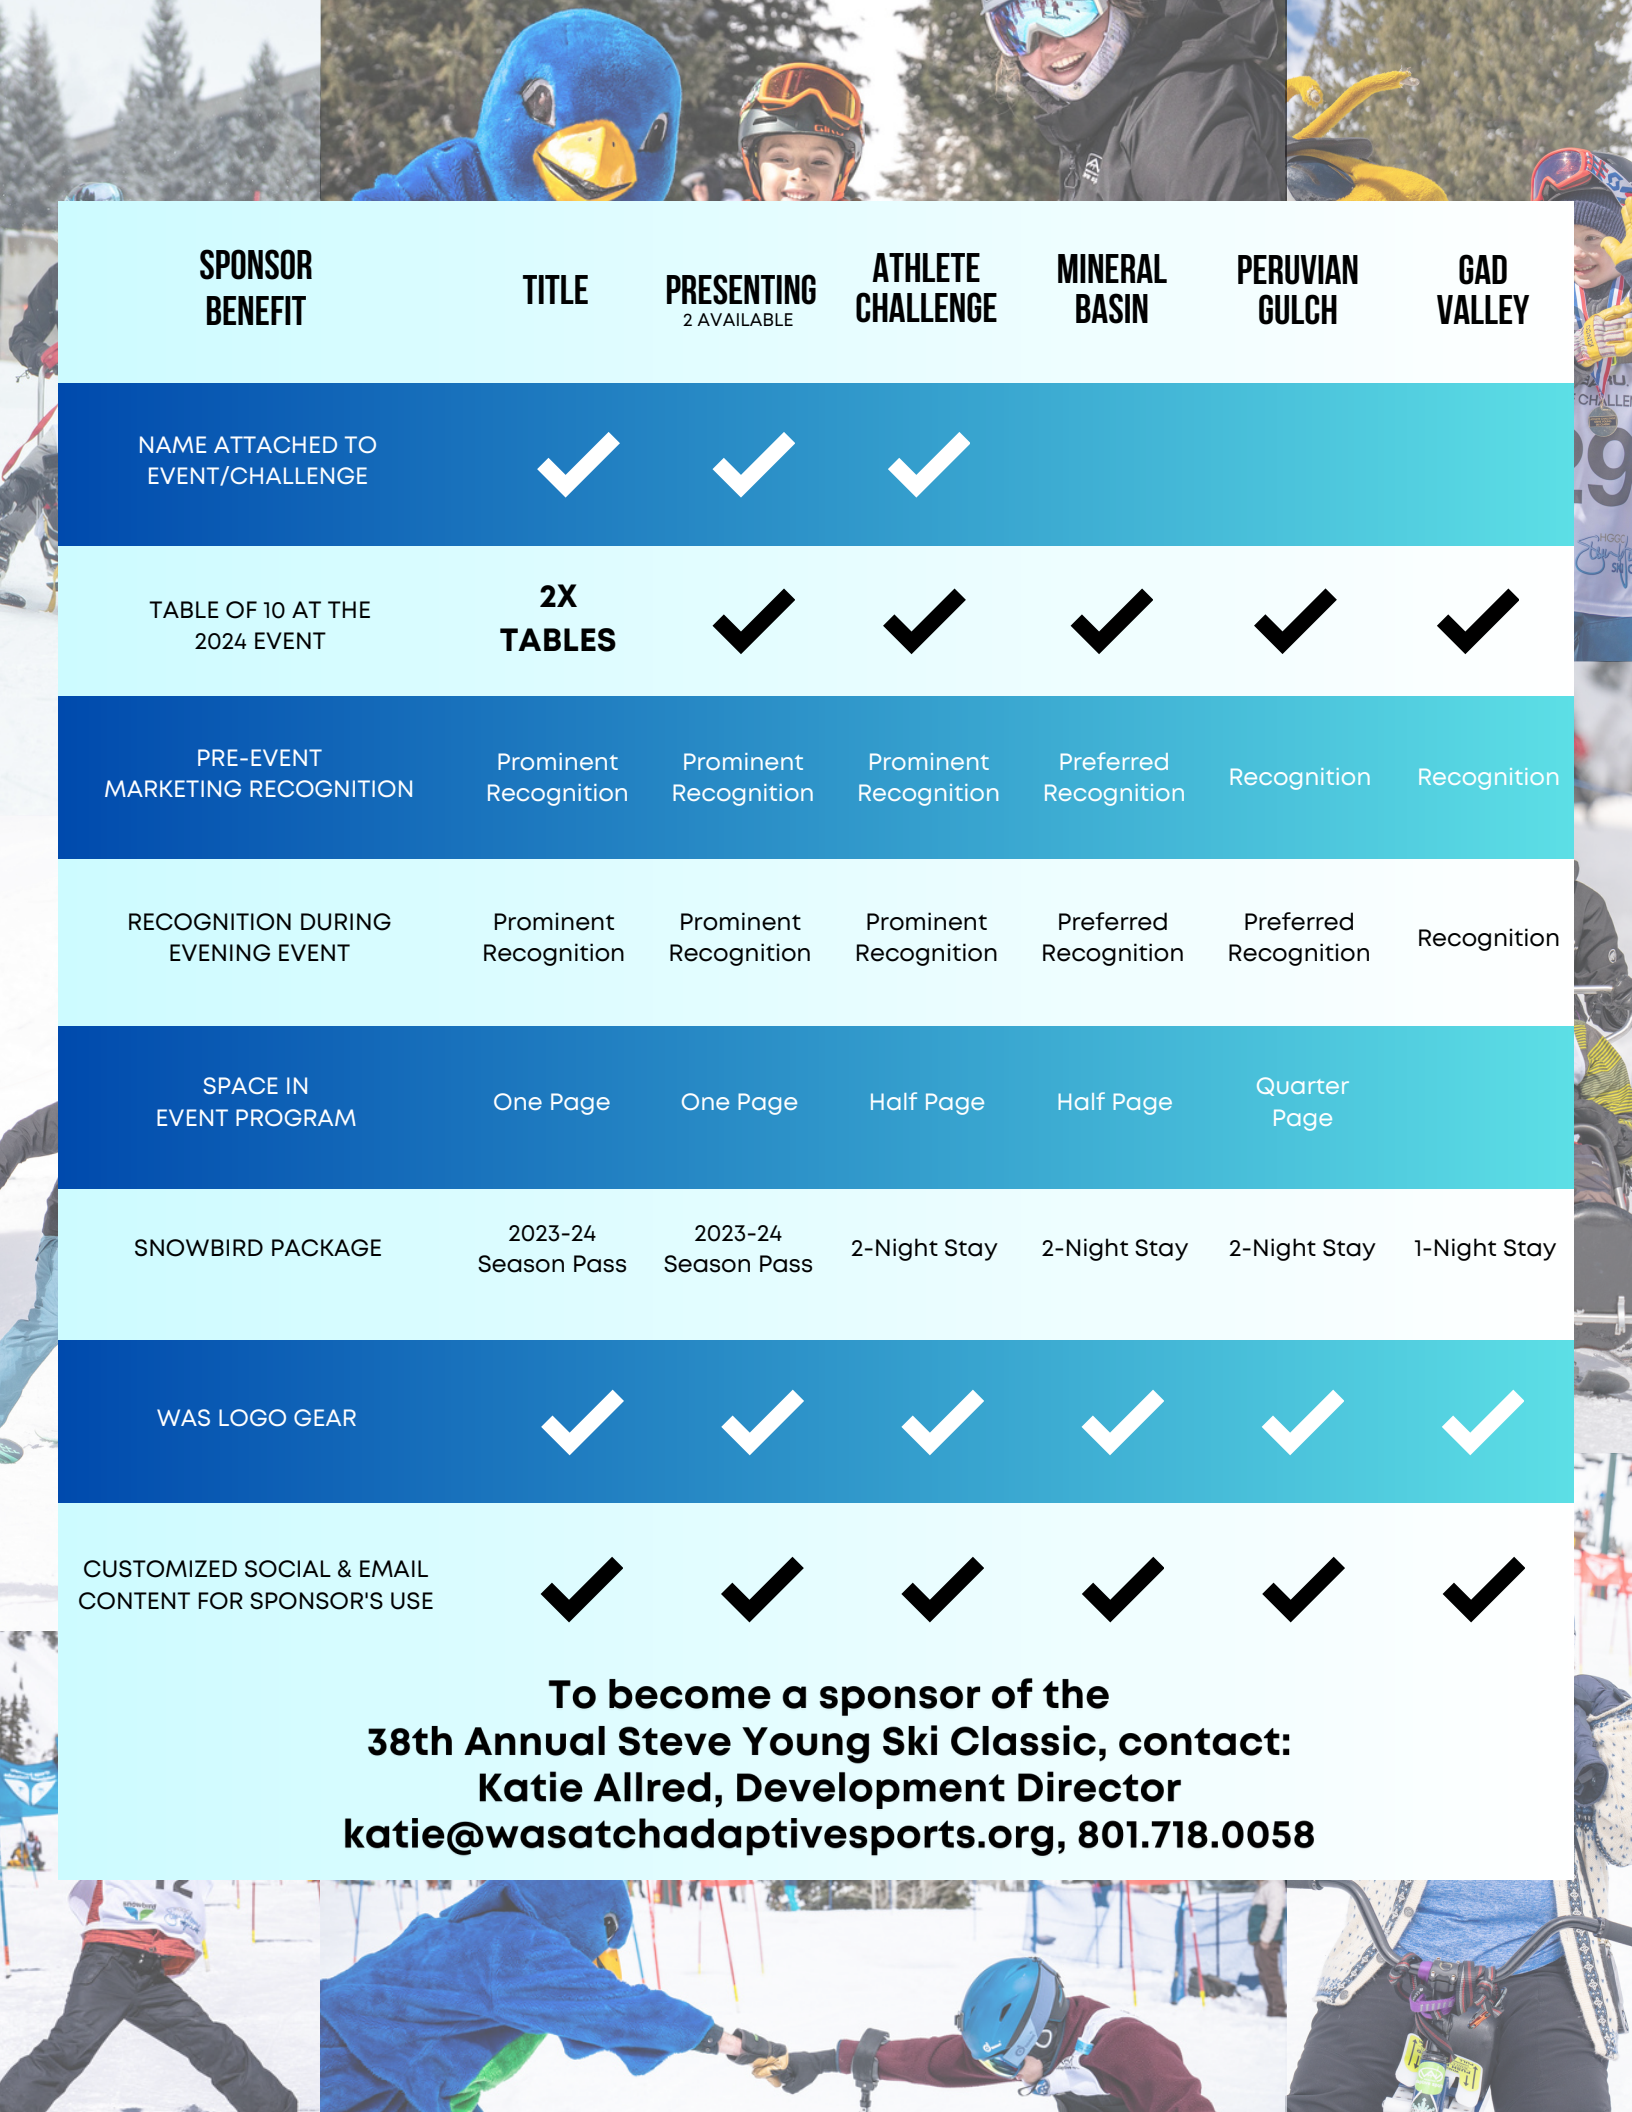 SPONSOR
BENEFIT
TITLE
PRESENTING
2 AVAILABLE
ATHLETE
CHALLENGE
MINERAL
BASIN
PERUVIAN
GULCH
GAD
VALLEY
NAME ATTACHED TO
EVENT/CHALLENGE
TABLE OF 10 AT THE
2024 EVENT
2X
TABLES
PRE-EVENT
MARKETING RECOGNITION
Prominent
Recognition
Prominent
Recognition
Prominent
Recognition
Preferred
Recognition
Recognition
Recognition
RECOGNITION DURING
EVENING EVENT
Prominent
Recognition
Prominent
Recognition
Prominent
Recognition
Preferred
Recognition
Preferred
Recognition
Recognition
SPACE IN
EVENT PROGRAM
One Page
One Page
Half Page
Half Page
Quarter
Page
SNOWBIRD PACKAGE
2023-24
Season Pass
2023-24
Season Pass
2-Night Stay
2-Night Stay
2-Night Stay
1-Night Stay
WAS LOGO GEAR
CUSTOMIZED SOCIAL & EMAIL
CONTENT FOR SPONSOR'S USE
To become a sponsor of the
38th Annual Steve Young Ski Classic, contact:
Katie Allred, Development Director
katie@wasatchadaptivesports.org, 801.718.0058